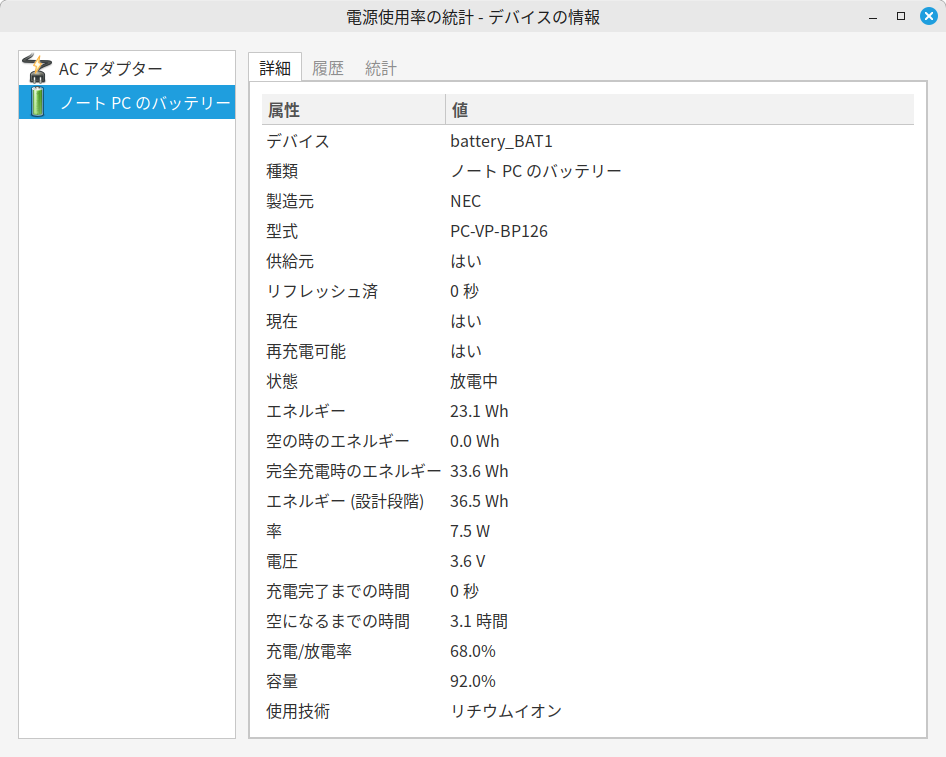 電源使用率の統計 - デバイスの情報
AC アダプター
ノート PC のバッテリー
詳細 履歴 統計
属性 値
デバイス battery_BAT1
種類 ノート PC のバッテリー
製造元 NEC
型式 PC-VP-BP126
供給元 はい
リフレッシュ済 0 秒
現在 はい
再充電可能 はい
状態 放電中
エネルギー 23.1 Wh
空の時のエネルギー 0.0 Wh
完全充電時のエネルギー 33.6 Wh
エネルギー (設計段階) 36.5 Wh
率 7.5 W
電圧 3.6 V
充電完了までの時間 0 秒
空になるまでの時間 3.1 時間
充電/放電率 68.0%
容量 92.0%
使用技術 リチウムイオン